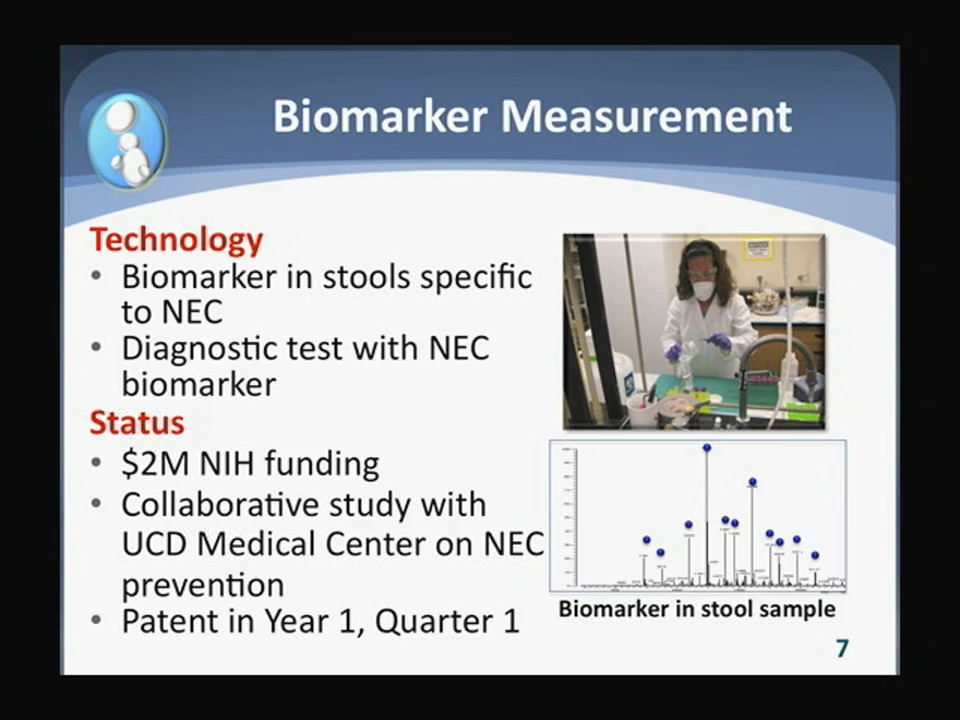 Biomarker Measurement
Technology
• Biomarker in stools specific
to NEC
• Diagnostic test with NEC
biomarker
Status
• $2M NIH funding
• Collaborative study with
UCD Medical Center on NEC
prevention
• Patent in Year 1, Quarter 1
Biomarker in stool sample
7